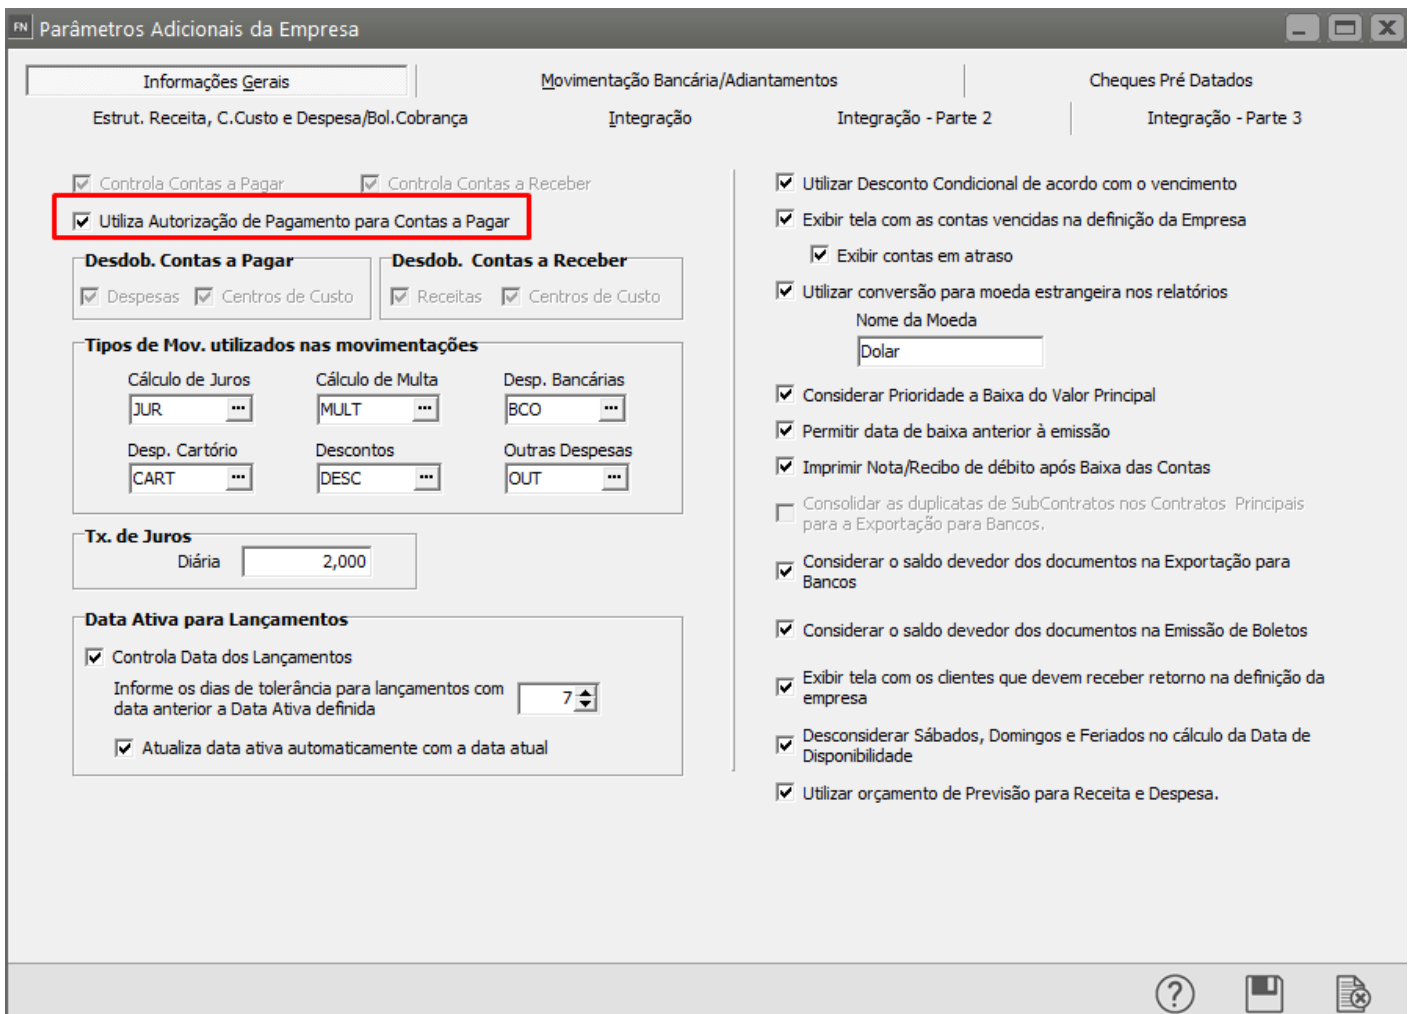 FN Parâmetros Adicionais da Empresa
Informações Gerais
Movimentação Bancária/Adiantamentos
Cheques Pré Datados
Estrut. Receita, C.Custo e Despesa/Bol.Cobrança
Integração
Integração - Parte 2
Integração - Parte 3
Controla Contas a Pagar
Controla Contas a Receber
Utiliza Autorização de Pagamento para Contas a Pagar
Desdob. Contas a Pagar
Despesas
Centros de Custo
Desdob. Contas a Receber
Receitas
Centros de Custo
Tipos de Mov. utilizados nas movimentações
Cálculo de Juros
Cálculo de Multa
Desp. Bancárias
JUR ...
MULT ...
BCO ...
Desp. Cartório
Descontos
Outras Despesas
CART ...
DESC ...
OUT ...
Tx. de Juros
Diária 2,000
Data Ativa para Lançamentos
Controla Data dos Lançamentos
Informe os dias de tolerância para lançamentos com
data anterior a Data Ativa definida
7
Atualiza data ativa automaticamente com a data atual
Utilizar Desconto Condicional de acordo com o vencimento
Exibir tela com as contas vencidas na definição da Empresa
Exibir contas em atraso
Utilizar conversão para moeda estrangeira nos relatórios
Nome da Moeda
Dolar
Considerar Prioridade a Baixa do Valor Principal
Permitir data de baixa anterior à emissão
Imprimir Nota/Recibo de débito após Baixa das Contas
Consolidar as duplicatas de SubContratos nos Contratos Principais
para a Exportação para Bancos.
Considerar o saldo devedor dos documentos na Exportação para
Bancos
Considerar o saldo devedor dos documentos na Emissão de Boletos
Exibir tela com os clientes que devem receber retorno na definição da
empresa
Desconsiderar Sábados, Domingos e Feriados no cálculo da Data de
Disponibilidade
Utilizar orçamento de Previsão para Receita e Despesa.